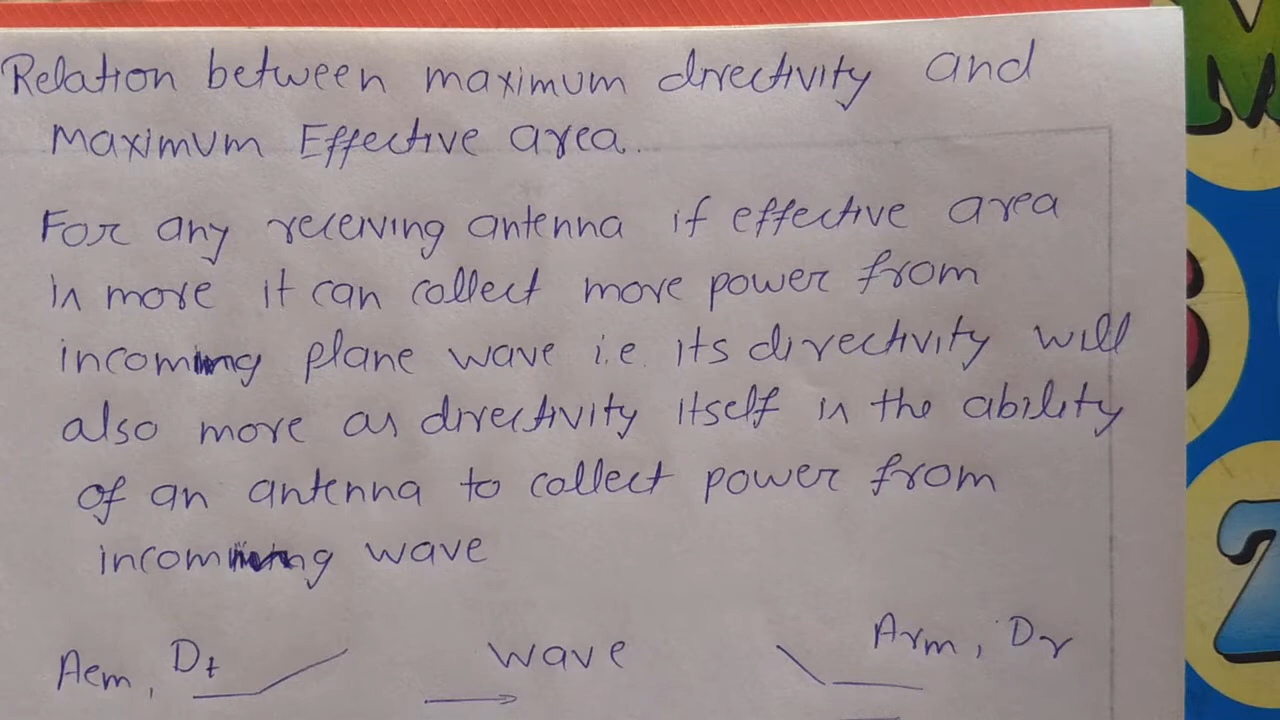 Relation between maximum directivity and
maximum Effective area.
For any receiving antenna if effective area
is more it can collect more power from
incoming plane wave i.e. its directivity will
also more as directivity itself is the ability
of an antenna to collect power from
incoming wave
Aem, Dt wave Arm, Dr